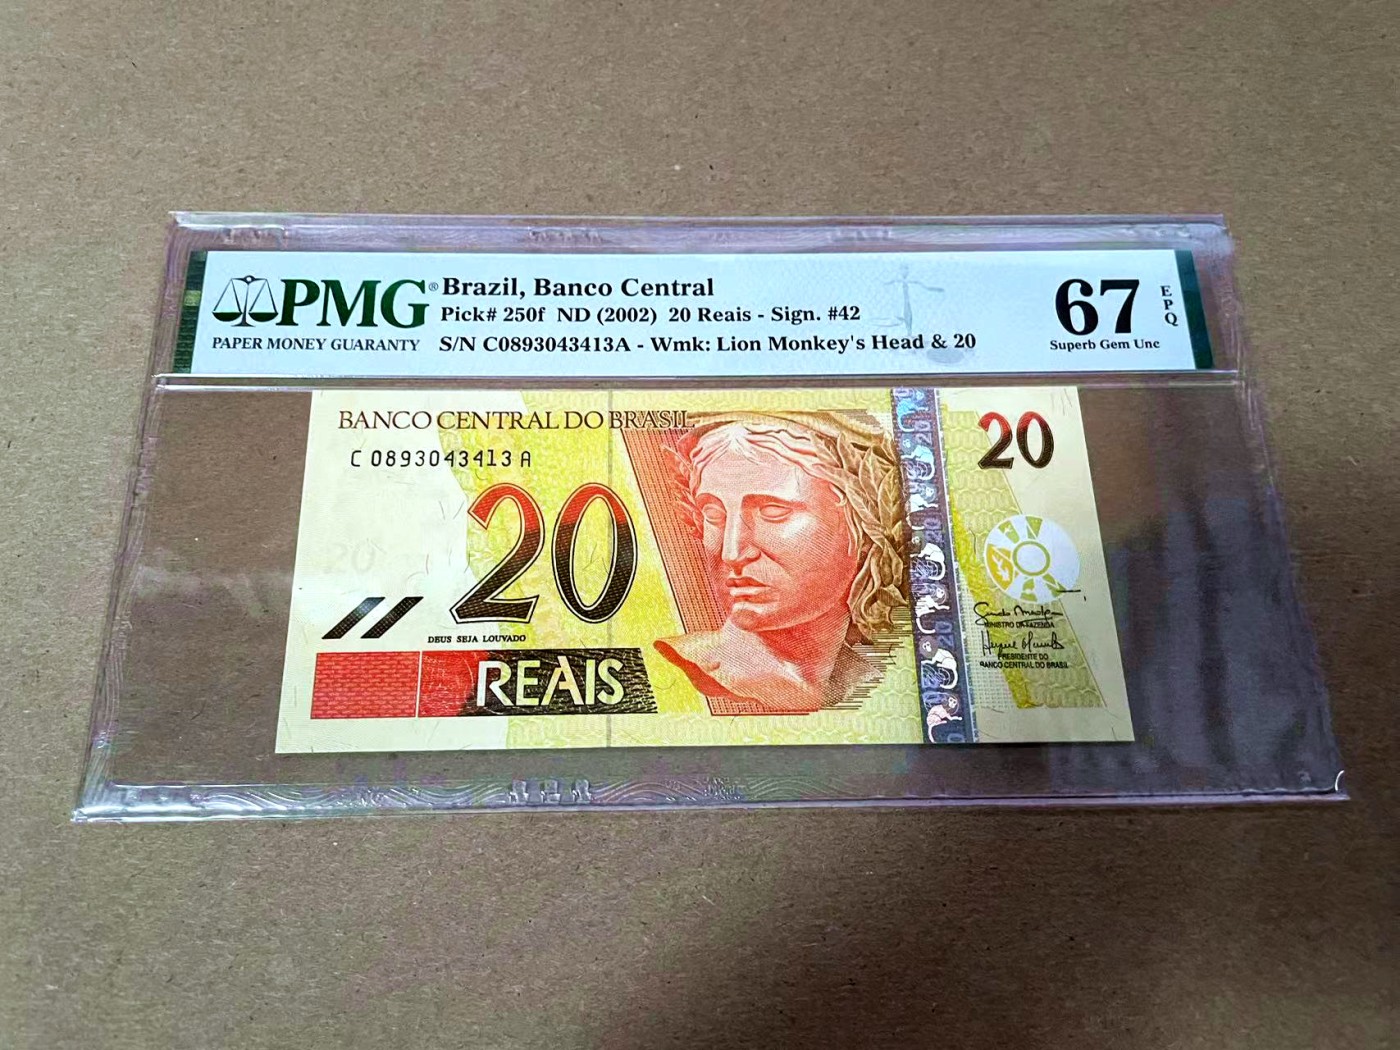 PMG®
PAPER MONEY GUARANTY
Brazil, Banco Central
Pick# 250f ND (2002) 20 Reais - Sign. #42
S/N C0893043413A - Wmk: Lion Monkey's Head & 20
67
EPQ
Superb Gem Unc
BANCO CENTRAL DO BRASIL
C 0893043413 A
20
20
DEUS SEJA LOUVADO
REAIS
MINISTRO DA FAZENDA
PRESIDENTE DO
BANCO CENTRAL DO BRASIL